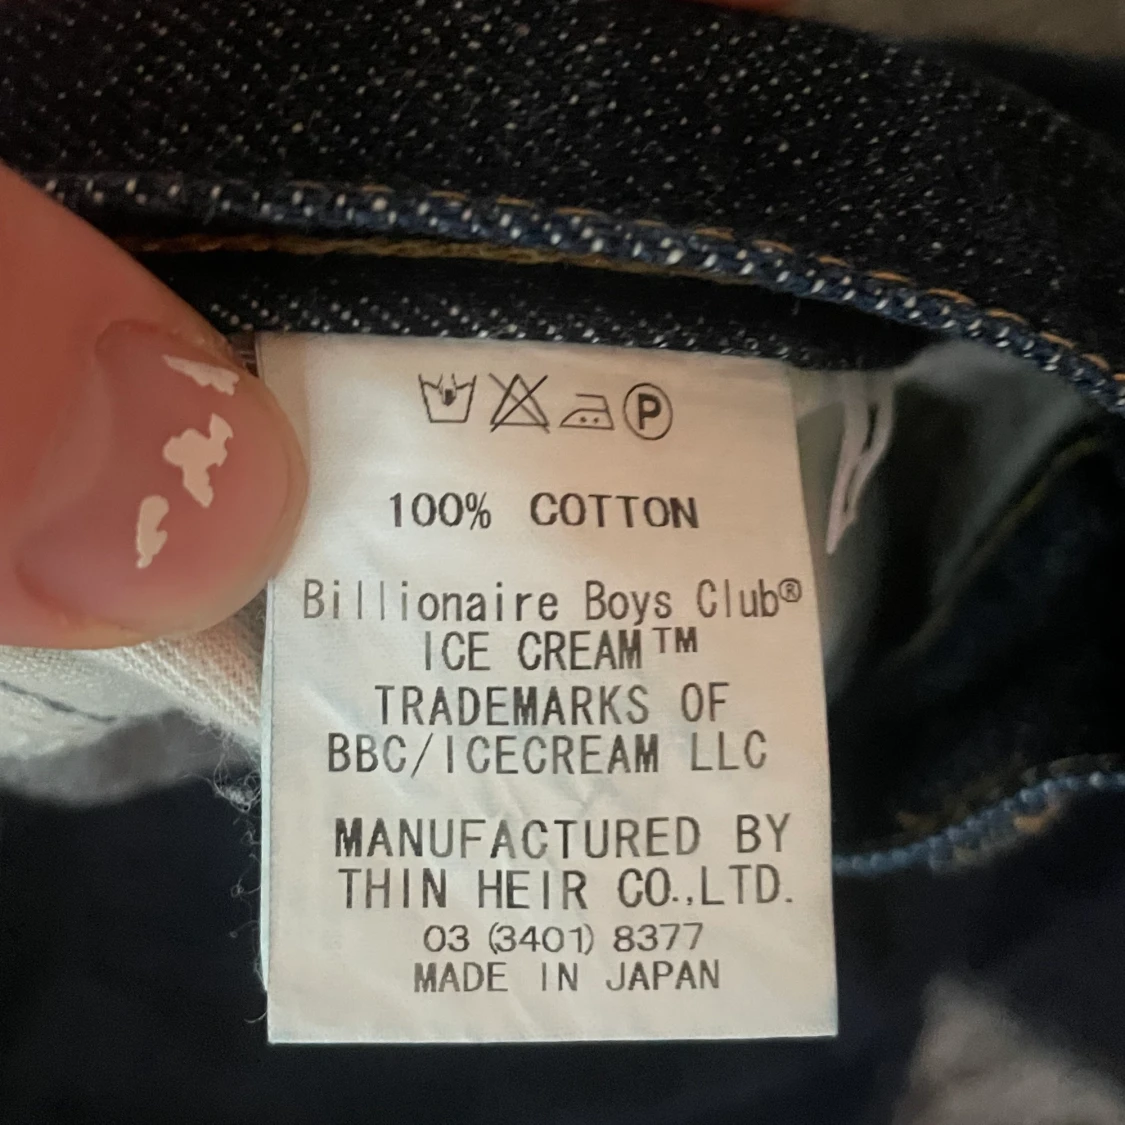 P
100% COTTON
Billionaire Boys Club®
ICE CREAM™
TRADEMARKS OF
BBC/ICECREAM LLC
MANUFACTURED BY
THIN HEIR CO.,LTD.
03 (3401) 8377
MADE IN JAPAN